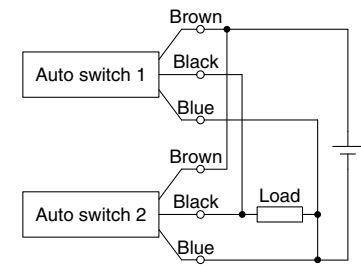 Brown
Auto switch 1
Black
Blue
Brown
Auto switch 2
Black
Load
Blue